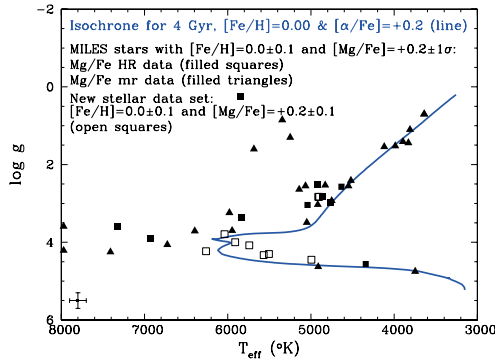 −2
Isochrone for 4 Gyr, [Fe/H]=0.00 & [α/Fe]=+0.2 (line)
MILES stars with [Fe/H]=0.0±0.1 and [Mg/Fe]=+0.2±1σ:
Mg/Fe HR data (filled squares)
Mg/Fe mr data (filled triangles)
New stellar data set:
[Fe/H]=0.0±0.1 and [Mg/Fe]=+0.2±0.1
(open squares)
0
2
4
6
log g
8000 7000 6000 5000 4000 3000
Teff (°K)